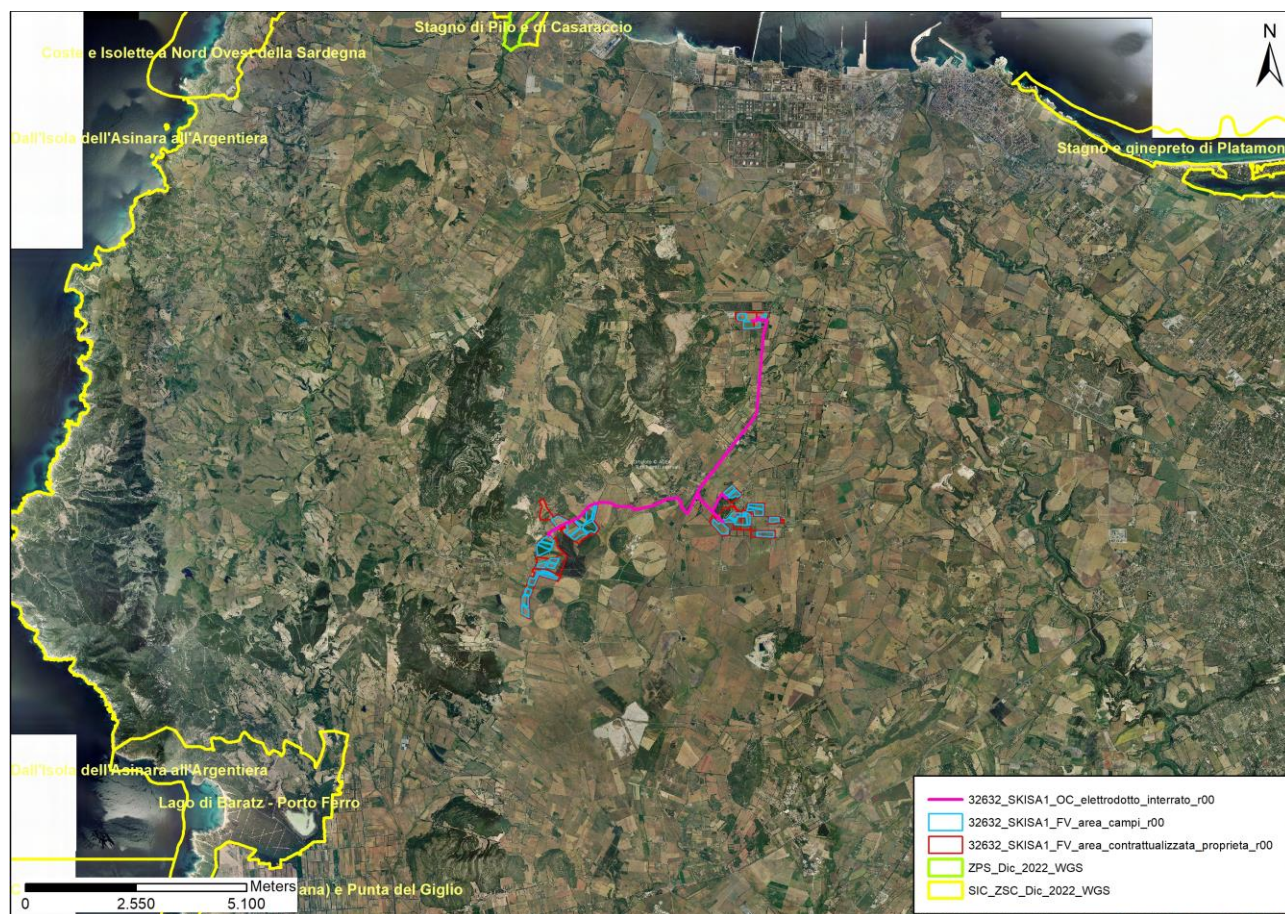 Stagno di Pilo e di Casaraccio
N
Coste e Isolette a Nord Ovest della Sardegna
Dall'Isola dell'Asinara all'Argentiera
Stagno e ginepreto di Platamon
Dall'Isola dell'Asinara all'Argentiera
Lago di Baratz - Porto Ferro
ana) e Punta del Giglio
Meters
0 2.550 5.100
32632_SKISA1_OC_elettrodotto_interrato_r00
32632_SKISA1_FV_area_campi_r00
32632_SKISA1_FV_area_contrattualizzata_proprieta_r00
ZPS_Dic_2022_WGS
SIC_ZSC_Dic_2022_WGS